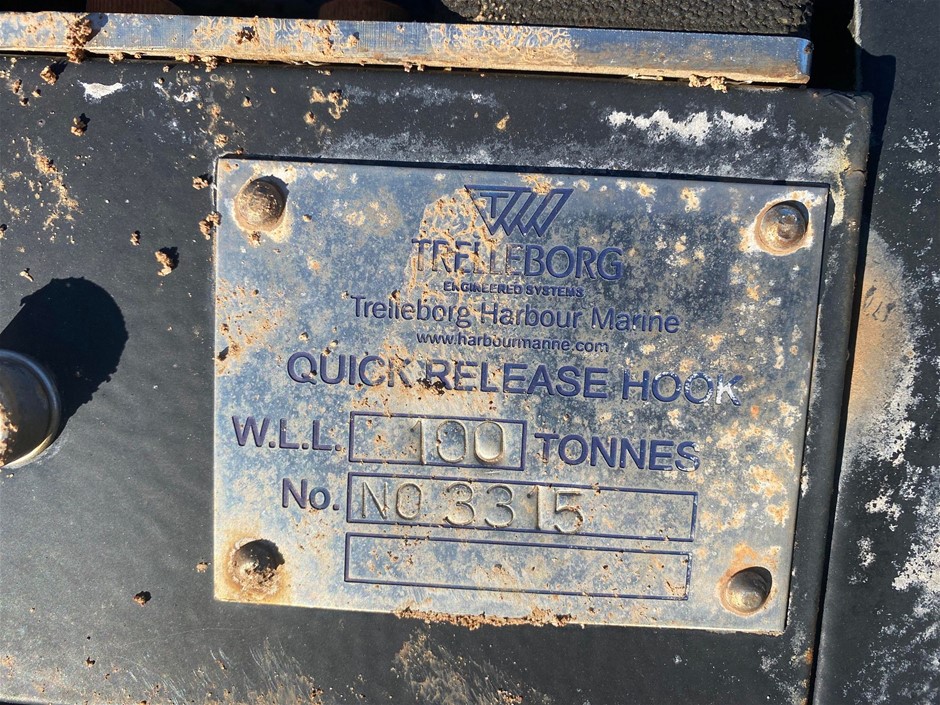 T
TRELLEBORG
ENGINEERED SYSTEMS
Trelleborg Harbour Marine
www.harbourmarine.com
QUICK RELEASE HOOK
W.L.L. 100 TONNES
No. NO 3315